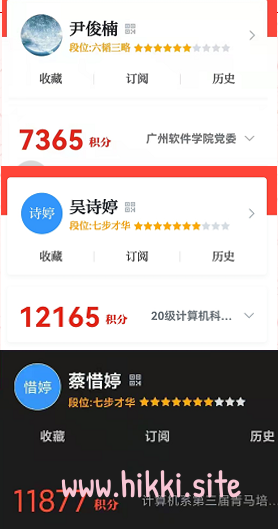 尹俊楠
段位:六韬三略
收藏 订阅 历史
7365 积分 广州软件学院党委
诗婷 吴诗婷
段位:七步才华
收藏 订阅 历史
12165 积分 20级计算机科...
惜婷 蔡惜婷
段位:七步才华
收藏 订阅 历史
www.hikki.site
11877 积分 计算机系第三届青马培...